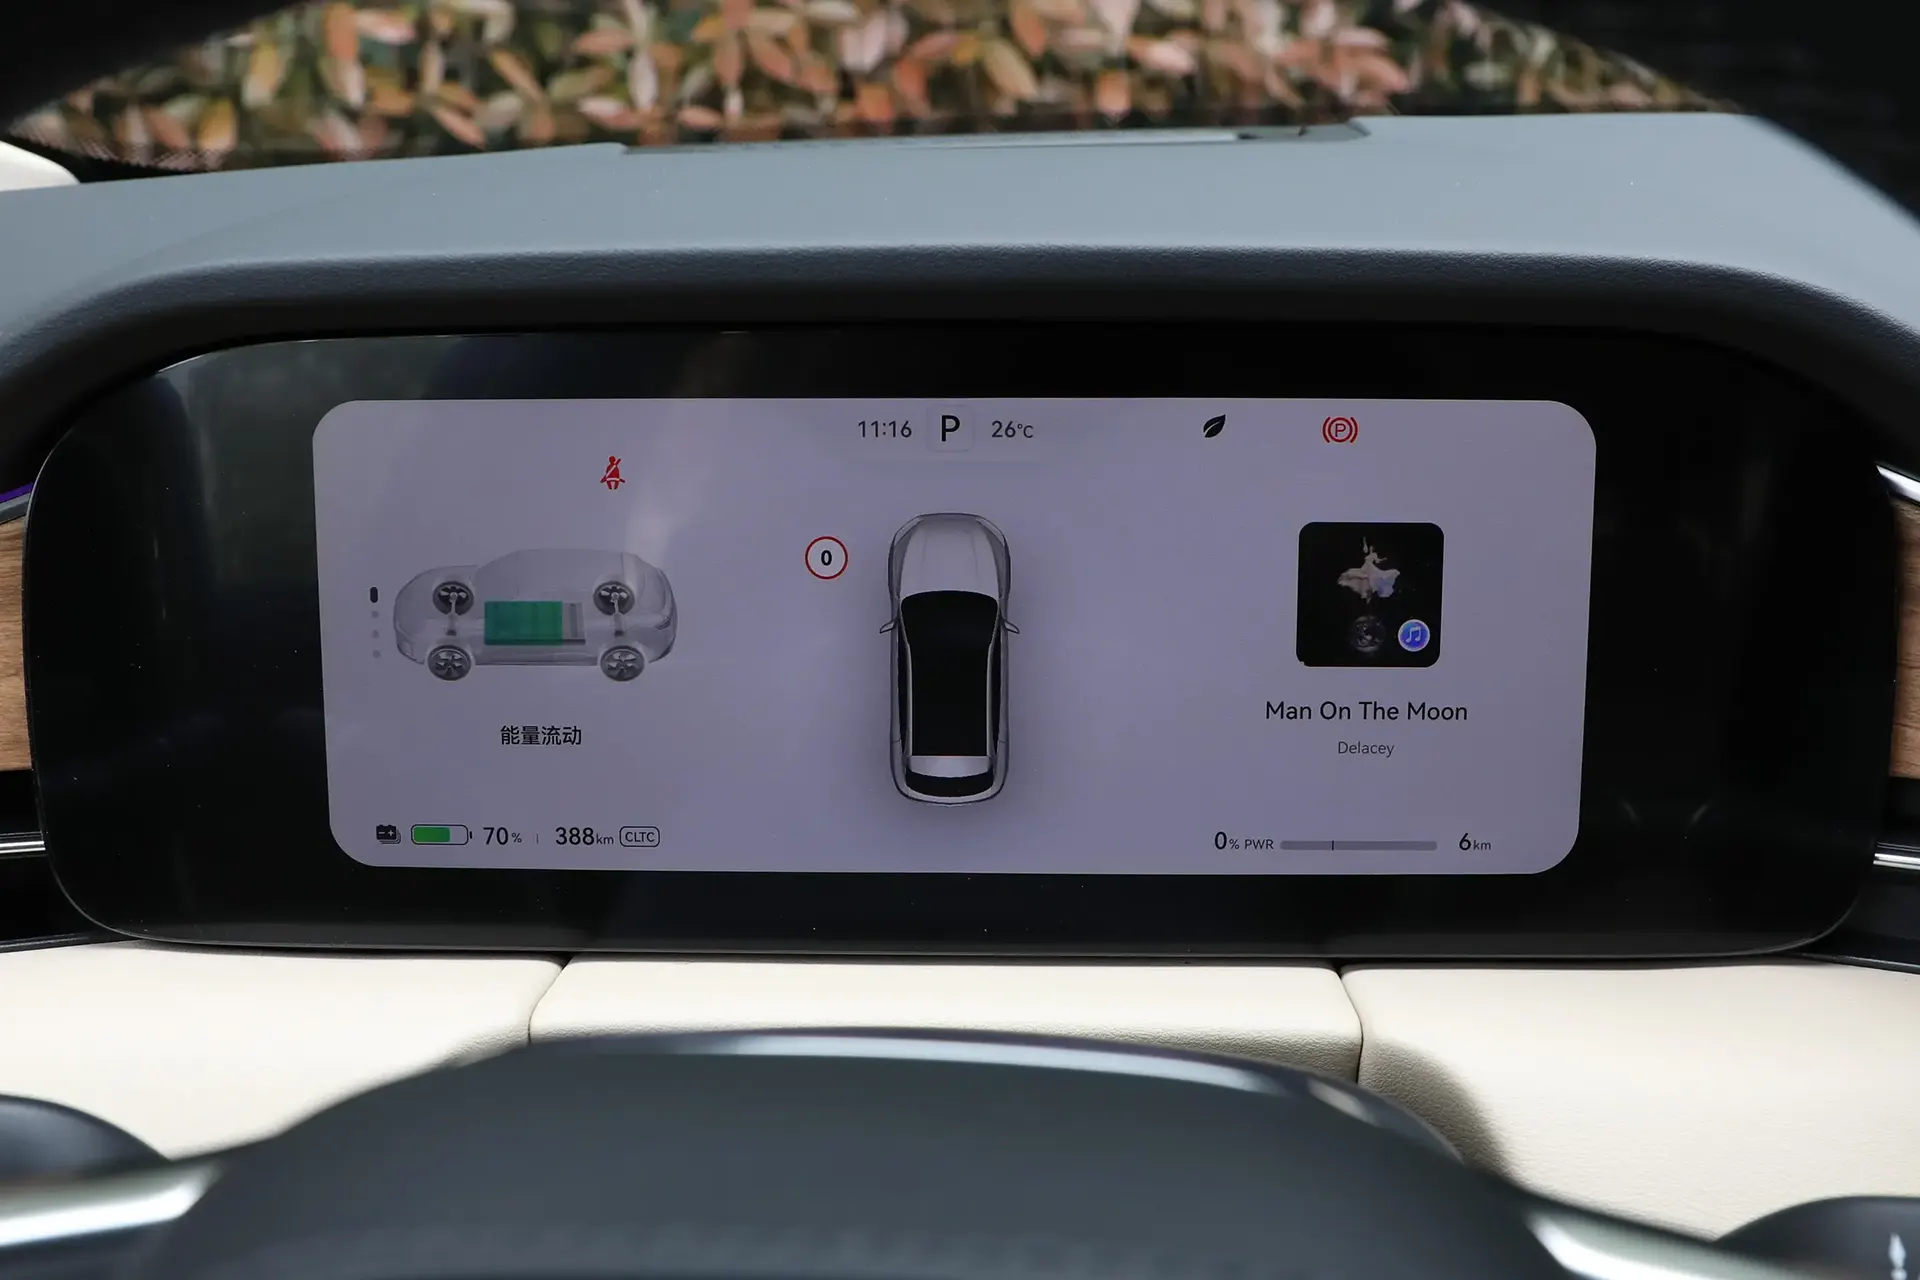 11:16 P 26°C
(P)
0
能量流动
Man On The Moon
Delacey
70% | 388km CLTC
0% PWR 6km